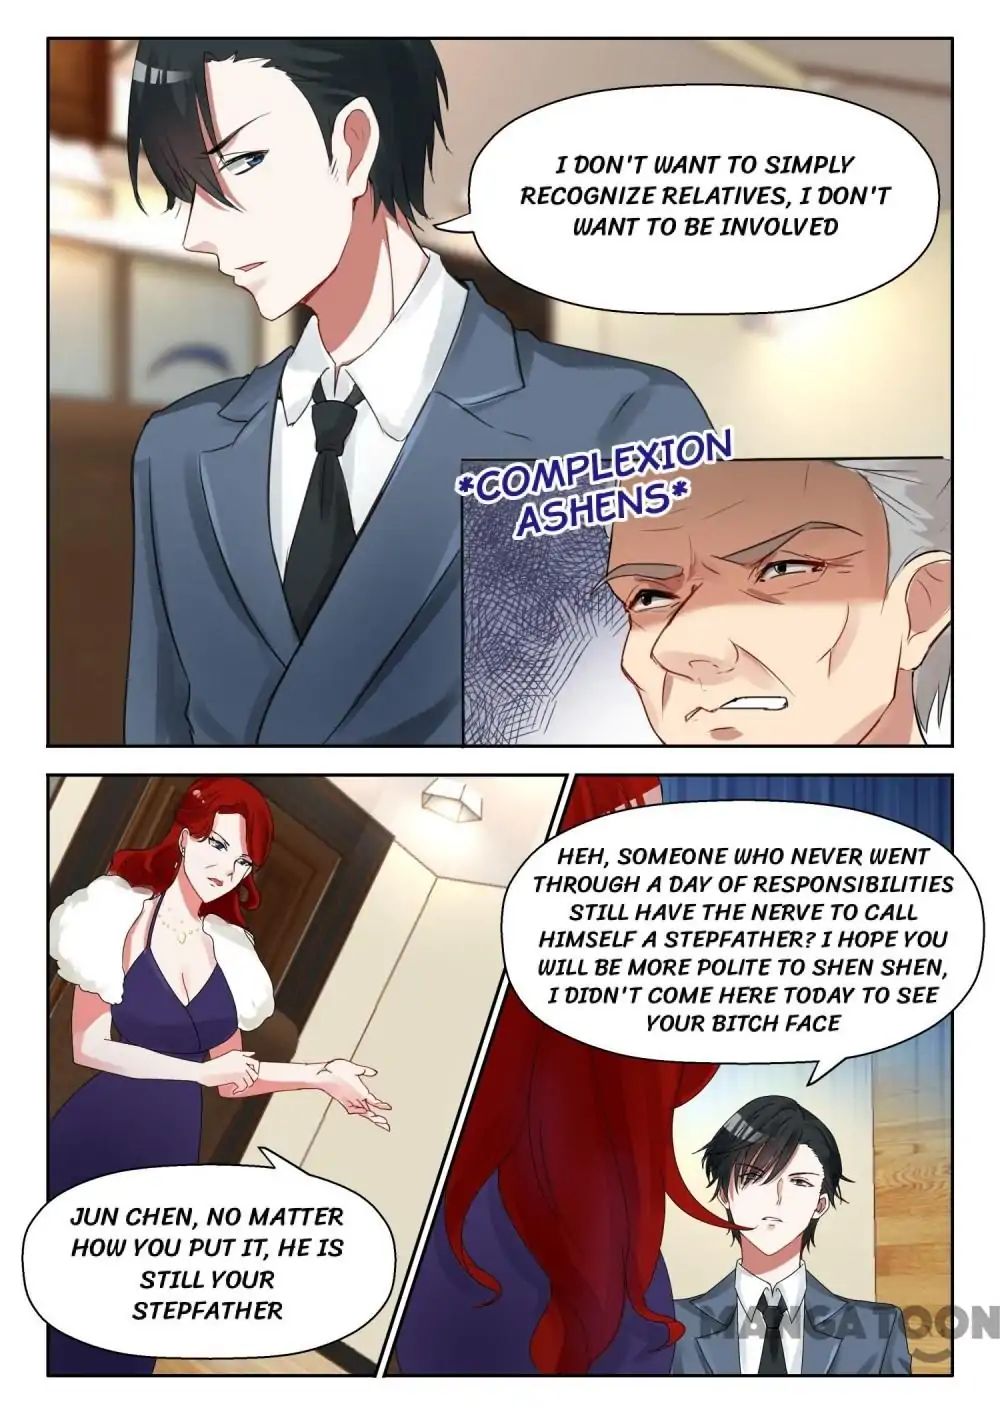 I DON'T WANT TO SIMPLY
RECOGNIZE RELATIVES, I DON'T
WANT TO BE INVOLVED
*COMPLEXION
ASHENS*
HEH, SOMEONE WHO NEVER WENT
THROUGH A DAY OF RESPONSIBILITIES
STILL HAVE THE NERVE TO CALL
HIMSELF A STEPFATHER? I HOPE YOU
WILL BE MORE POLITE TO SHEN SHEN,
I DIDN'T COME HERE TODAY TO SEE
YOUR BITCH FACE
JUN CHEN, NO MATTER
HOW YOU PUT IT, HE IS
STILL YOUR
STEPFATHER
MANGATOON